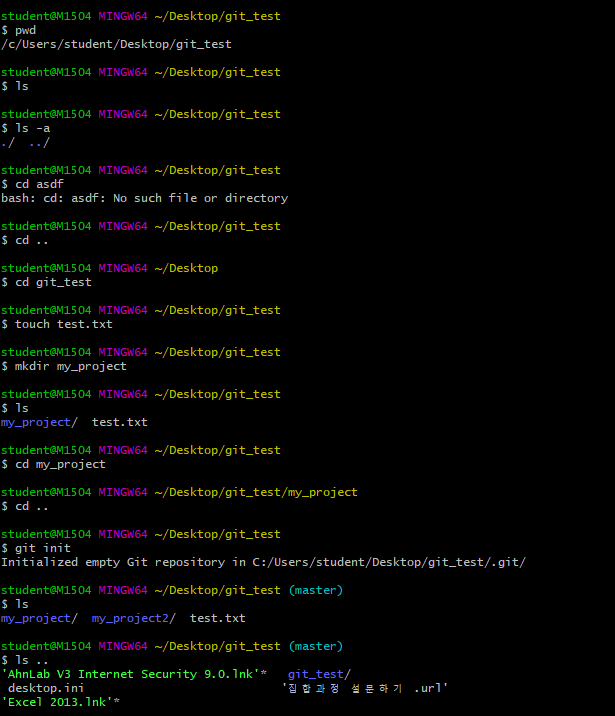 student@M1504 MINGW64 ~/Desktop/git_test
$ pwd
/c/Users/student/Desktop/git_test
student@M1504 MINGW64 ~/Desktop/git_test
$ ls
student@M1504 MINGW64 ~/Desktop/git_test
$ ls -a
./  ../
student@M1504 MINGW64 ~/Desktop/git_test
$ cd asdf
bash: cd: asdf: No such file or directory
student@M1504 MINGW64 ~/Desktop/git_test
$ cd ..
student@M1504 MINGW64 ~/Desktop
$ cd git_test
student@M1504 MINGW64 ~/Desktop/git_test
$ touch test.txt
student@M1504 MINGW64 ~/Desktop/git_test
$ mkdir my_project
student@M1504 MINGW64 ~/Desktop/git_test
$ ls
my_project/  test.txt
student@M1504 MINGW64 ~/Desktop/git_test
$ cd my_project
student@M1504 MINGW64 ~/Desktop/git_test/my_project
$ cd ..
student@M1504 MINGW64 ~/Desktop/git_test
$ git init
Initialized empty Git repository in C:/Users/student/Desktop/git_test/.git/
student@M1504 MINGW64 ~/Desktop/git_test (master)
$ ls
my_project/  my_project2/  test.txt
student@M1504 MINGW64 ~/Desktop/git_test (master)
$ ls ..
'AhnLab V3 Internet Security 9.0.lnk'*   git_test/
 desktop.ini                            '집합과정 설문하기 .url'
'Excel 2013.lnk'*